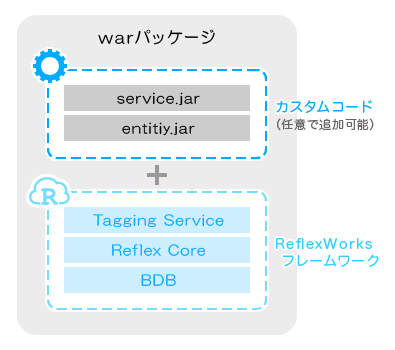 warパッケージ
service.jar
entitiy.jar
カスタムコード
(任意で追加可能)
+
R
Tagging Service
Reflex Core
BDB
ReflexWorks
フレームワーク